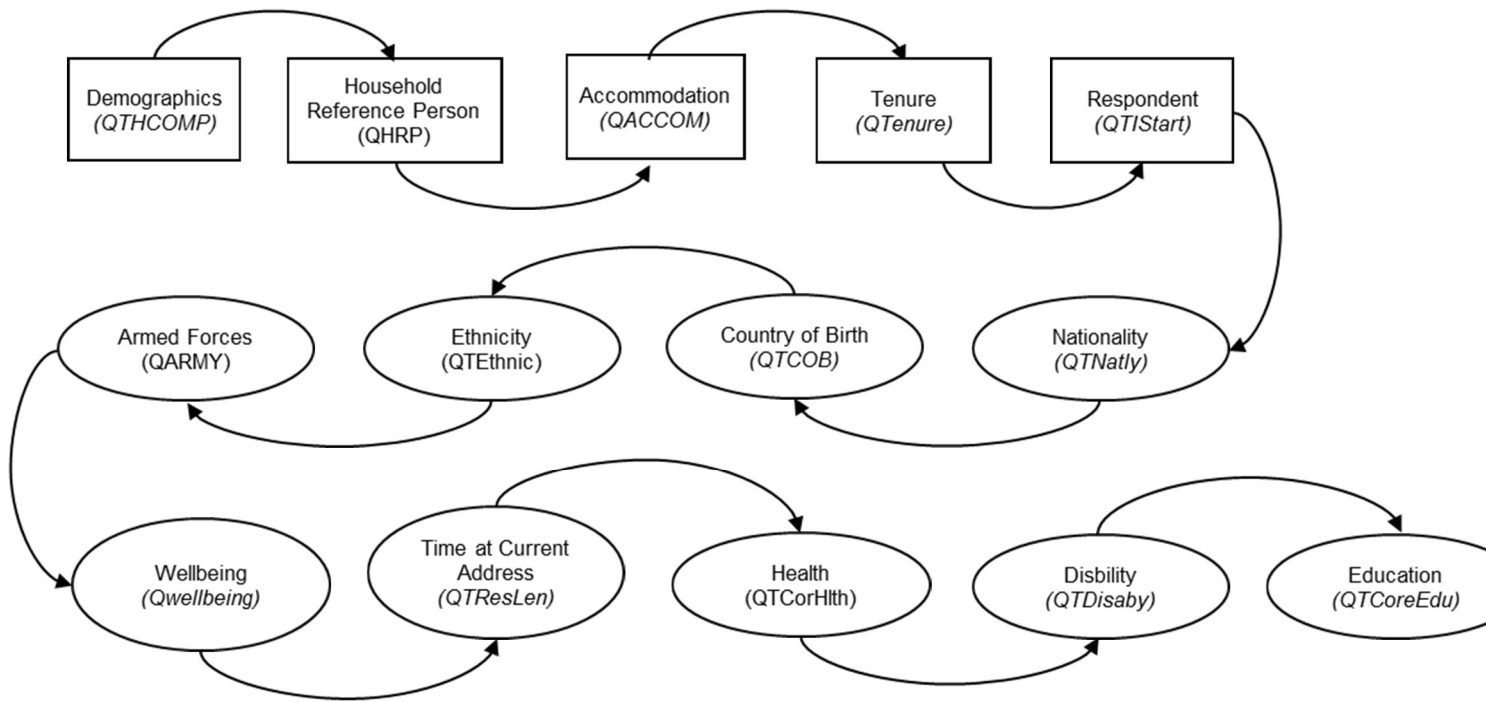 Demographics
(QTHCOMP)
Household
Reference Person
(QHRP)
Accommodation
(QACCOM)
Tenure
(QTenure)
Respondent
(QTIStart)
Armed Forces
(QARMY)
Ethnicity
(QTEthnic)
Country of Birth
(QTCOB)
Nationality
(QTNatly)
Wellbeing
(Qwellbeing)
Time at Current
Address
(QTResLen)
Health
(QTCorHlth)
Disbility
(QTDisaby)
Education
(QTCoreEdu)